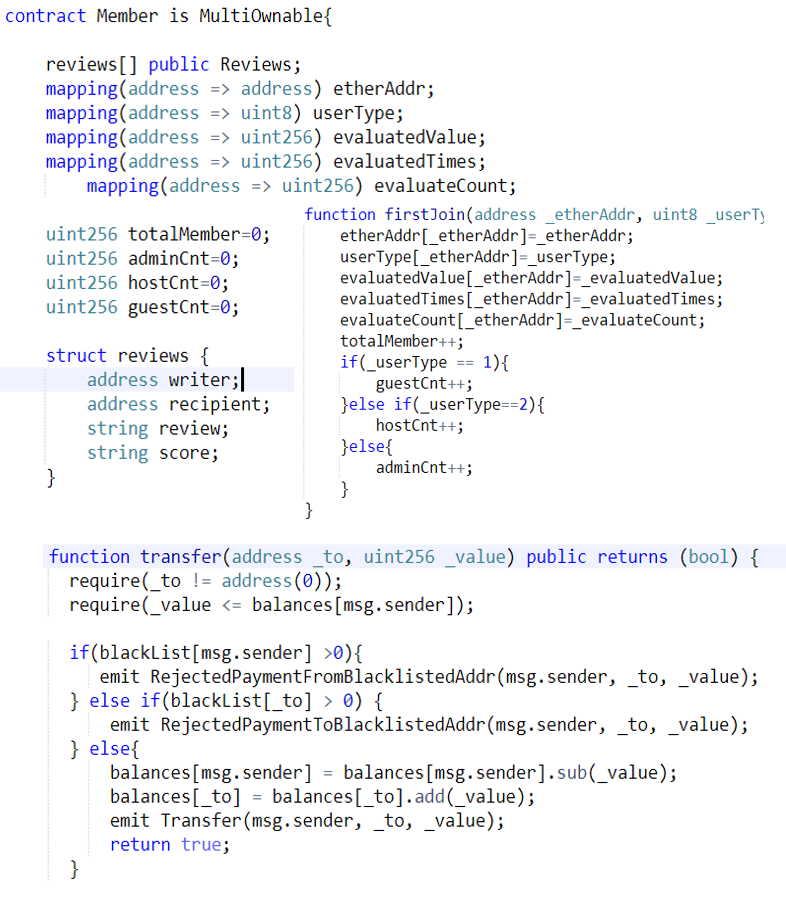 contract Member is MultiOwnable{
reviews[] public Reviews;
mapping(address => address) etherAddr;
mapping(address => uint8) userType;
mapping(address => uint256) evaluatedValue;
mapping(address => uint256) evaluatedTimes;
mapping(address => uint256) evaluateCount;
uint256 totalMember=0;
uint256 adminCnt=0;
uint256 hostCnt=0;
uint256 guestCnt=0;
struct reviews {
address writer;
address recipient;
string review;
string score;
}
function firstJoin(address _etherAddr, uint8 _userTy
etherAddr[_etherAddr]=_etherAddr;
userType[_etherAddr]=_userType;
evaluatedValue[_etherAddr]=_evaluatedValue;
evaluatedTimes[_etherAddr]=_evaluatedTimes;
evaluateCount[_etherAddr]=_evaluateCount;
totalMember++;
if(_userType == 1){
guestCnt++;
}else if(_userType==2){
hostCnt++;
}else{
adminCnt++;
}
}
function transfer(address _to, uint256 _value) public returns (bool) {
require(_to != address(0));
require(_value <= balances[msg.sender]);
if(blackList[msg.sender] >0){
emit RejectedPaymentFromBlacklistedAddr(msg.sender, _to, _value);
} else if(blackList[_to] > 0) {
emit RejectedPaymentToBlacklistedAddr(msg.sender, _to, _value);
} else{
balances[msg.sender] = balances[msg.sender].sub(_value);
balances[_to] = balances[_to].add(_value);
emit Transfer(msg.sender, _to, _value);
return true;
}